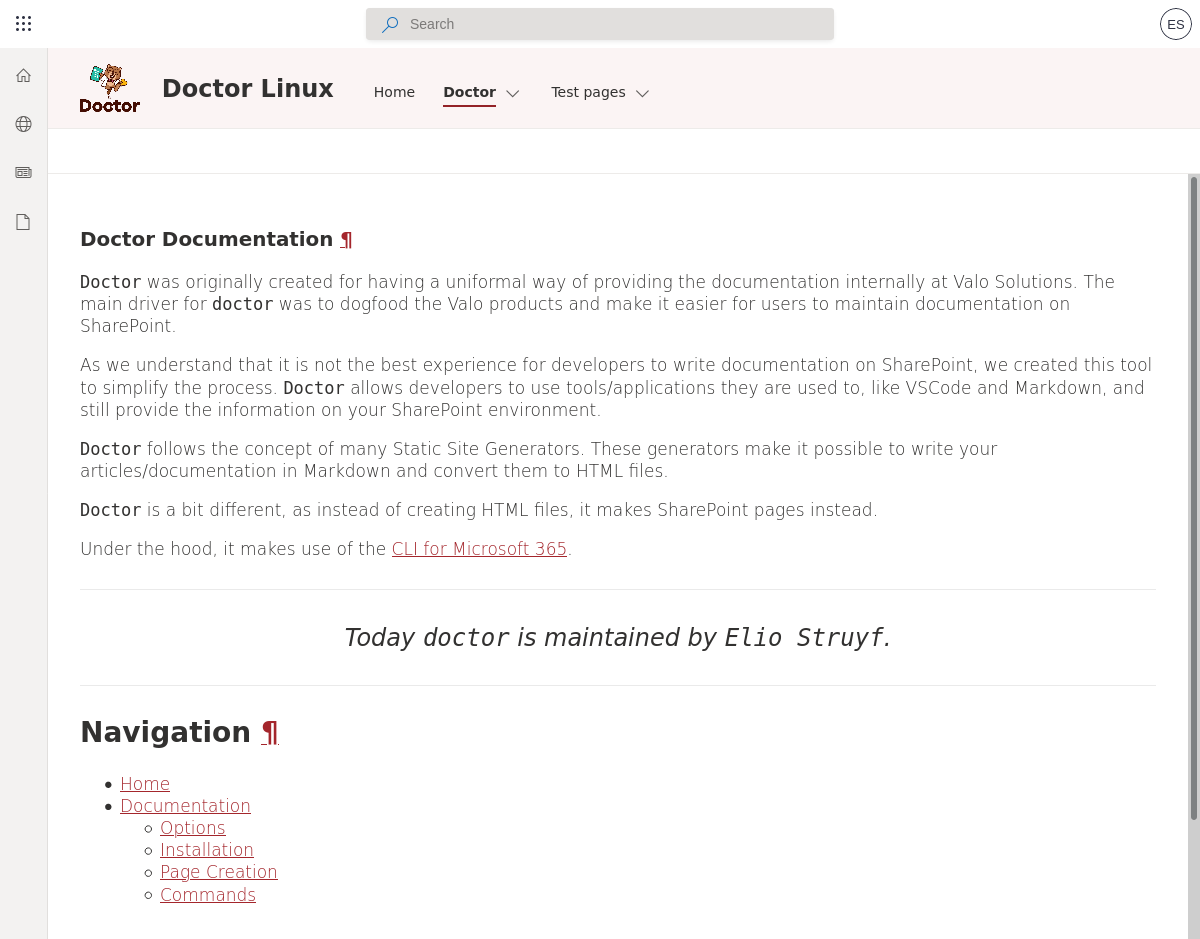 Search
ES
Doctor
Doctor Linux
Home
Doctor
Test pages
Doctor Documentation ¶
Doctor was originally created for having a uniformal way of providing the documentation internally at Valo Solutions. The
main driver for doctor was to dogfood the Valo products and make it easier for users to maintain documentation on
SharePoint.
As we understand that it is not the best experience for developers to write documentation on SharePoint, we created this tool
to simplify the process. Doctor allows developers to use tools/applications they are used to, like VSCode and Markdown, and
still provide the information on your SharePoint environment.
Doctor follows the concept of many Static Site Generators. These generators make it possible to write your
articles/documentation in Markdown and convert them to HTML files.
Doctor is a bit different, as instead of creating HTML files, it makes SharePoint pages instead.
Under the hood, it makes use of the CLI for Microsoft 365.
Today doctor is maintained by Elio Struyf.
Navigation ¶
Home
Documentation
Options
Installation
Page Creation
Commands